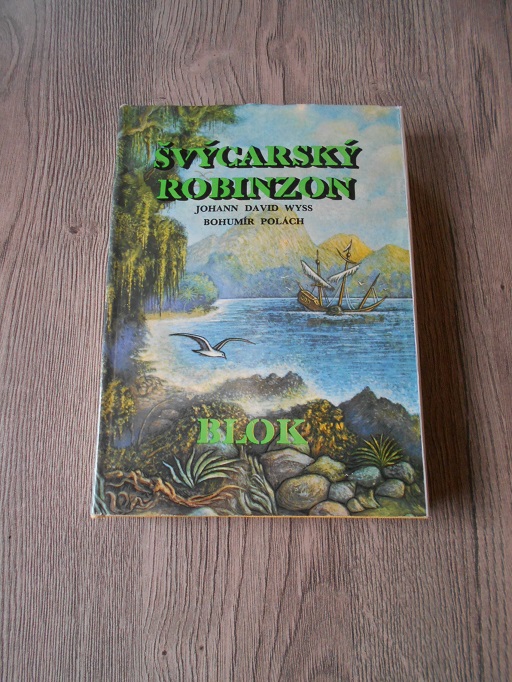 ŠVÝCARSKÝ
ROBINZON
JOHANN DAVID WYSS
BOHUMÍR POLÁCH
BLOK